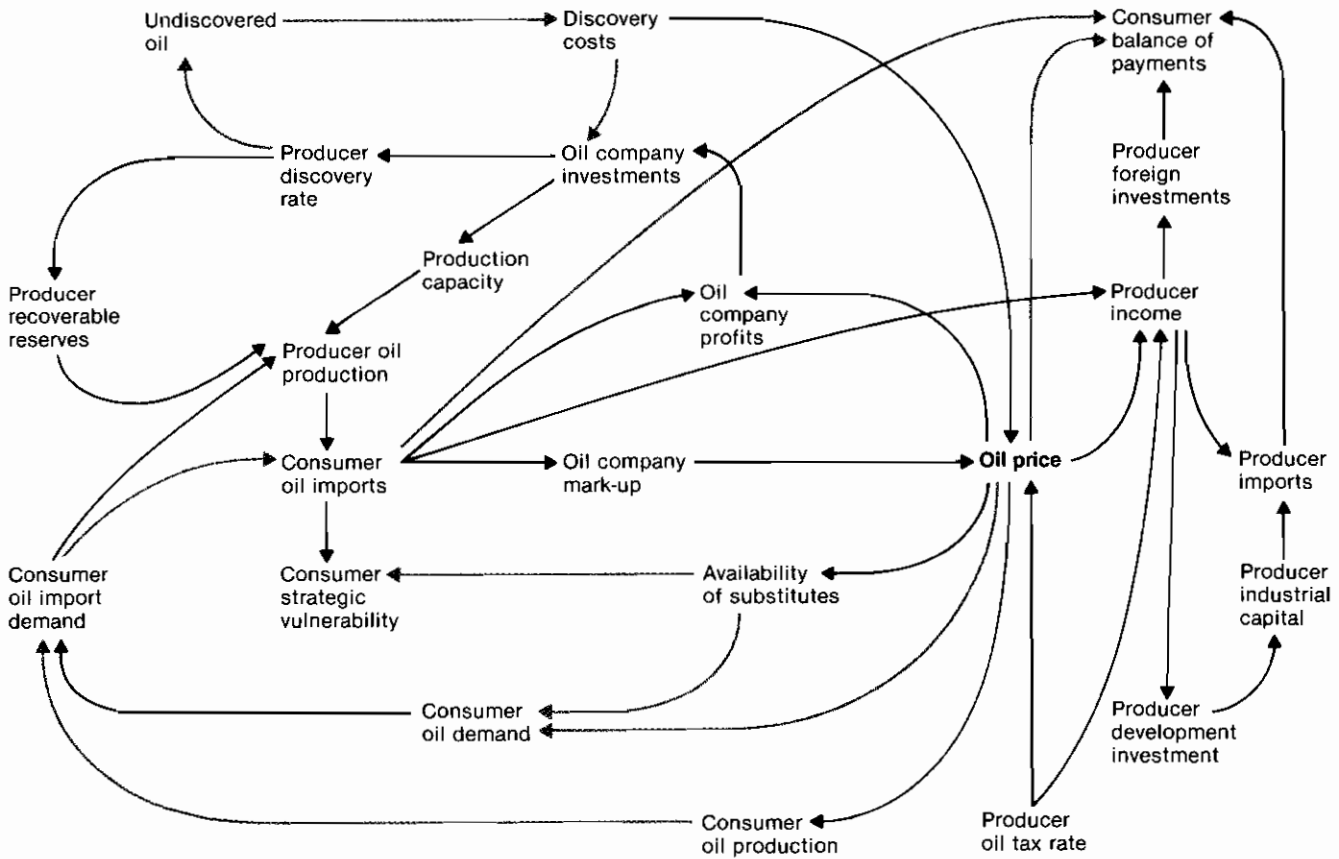 Undiscovered
oil
Discovery
costs
Consumer
balance of
payments
Producer
discovery
rate
Oil company
investments
Producer
foreign
investments
Production
capacity
Producer
recoverable
reserves
Oil
company
profits
Producer
income
Producer oil
production
Consumer
oil imports
Oil company
mark-up
Oil price
Producer
imports
Consumer
oil import
demand
Consumer
strategic
vulnerability
Availability
of substitutes
Producer
industrial
capital
Consumer
oil demand
Producer
development
investment
Consumer
oil production
Producer
oil tax rate